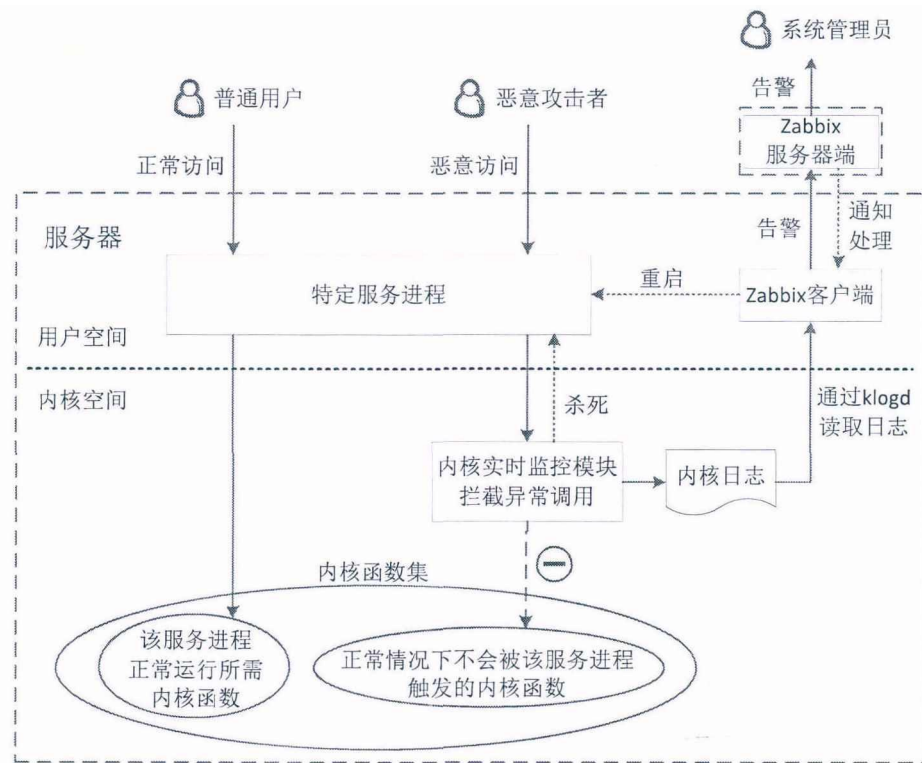 系统管理员
告警
普通用户
恶意攻击者
Zabbix
服务器端
正常访问
恶意访问
服务器
告警
通知
处理
特定服务进程
重启
Zabbix客户端
用户空间
内核空间
杀死
通过klogd
读取日志
内核实时监控模块
拦截异常调用
内核日志
内核函数集
该服务进程
正常运行所需
内核函数
正常情况下不会被该服务进程
触发的内核函数